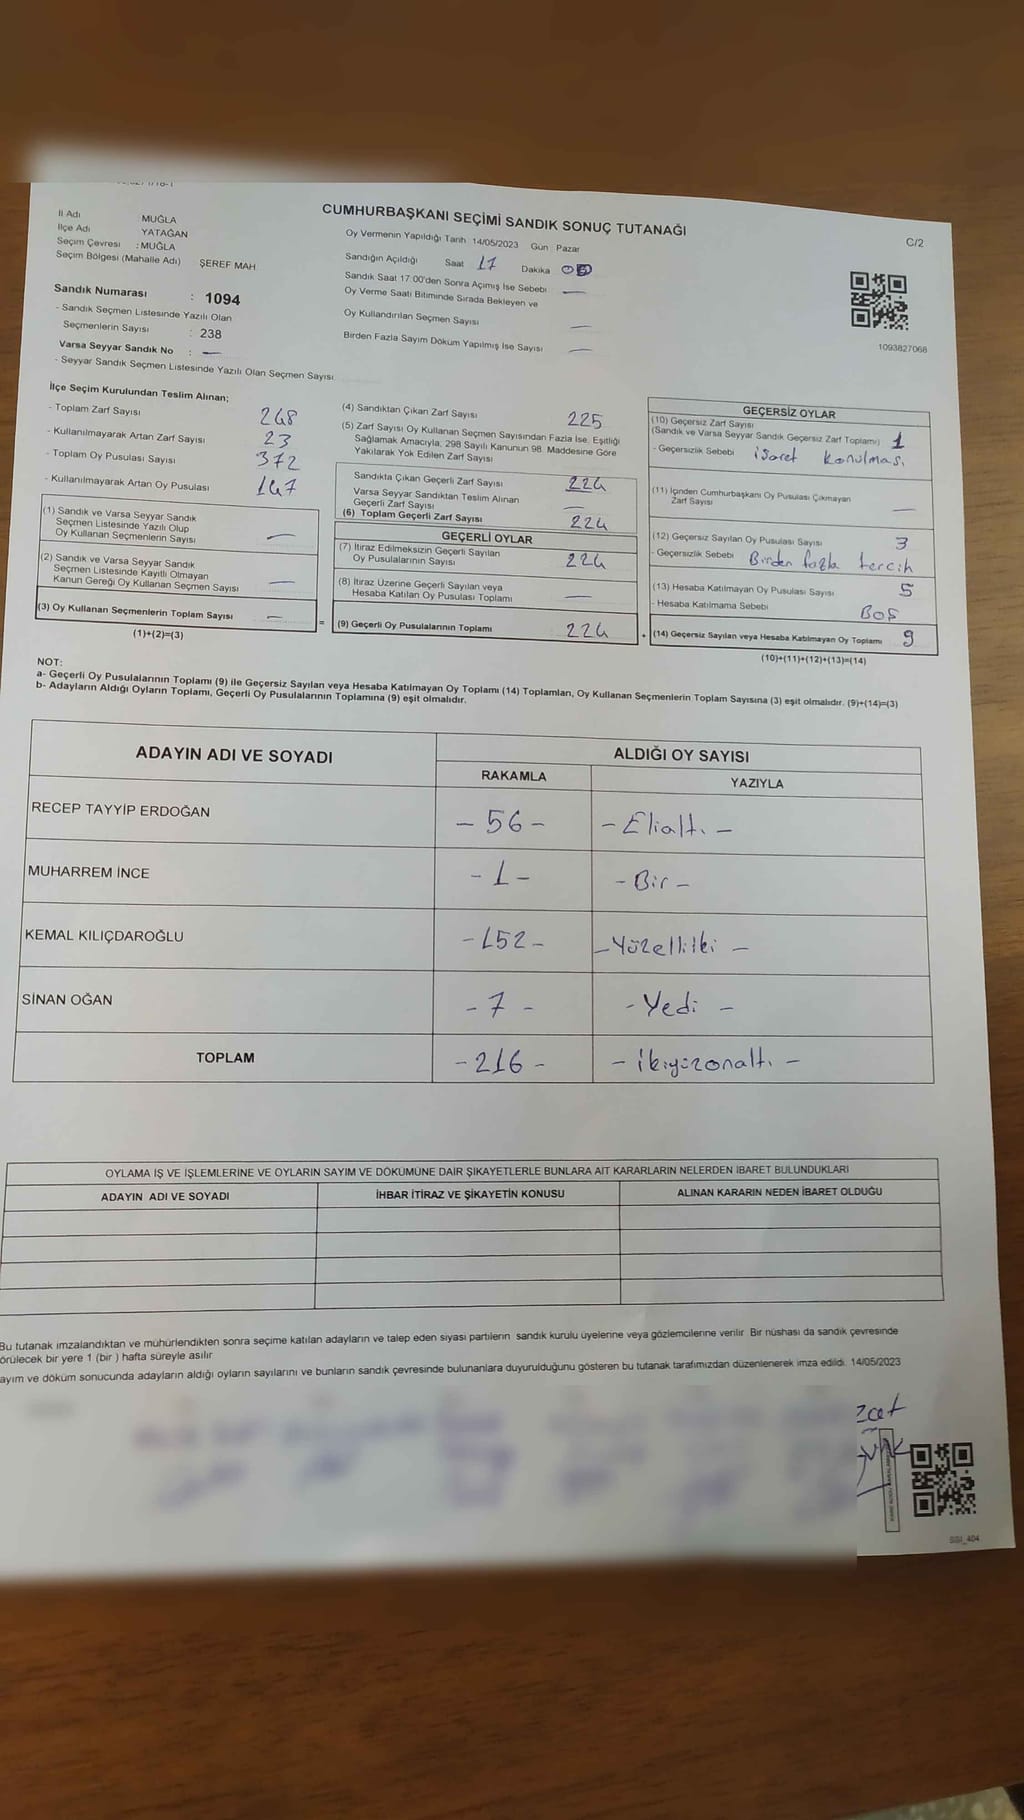 CUMHURBAŞKANI SEÇİMİ SANDIK SONUÇ TUTANAĞI
C/2
İl Adı MUĞLA
İlçe Adı YATAĞAN
Seçim Çevresi : MUĞLA
Seçim Bölgesi (Mahalle Adı) ŞEREF MAH
Sandık Numarası : 1094
- Sandık Seçmen Listesinde Yazılı Olan
Seçmenlerin Sayısı : 238
Varsa Seyyar Sandık No : —
- Seyyar Sandık Seçmen Listesinde Yazılı Olan Seçmen Sayısı
Oy Vermenin Yapıldığı Tarih 14/05/2023 Gün Pazar
Sandığın Açıldığı Saat 17 Dakika
Sandık Saat 17:00'den Sonra Açımış İse Sebebi —
Oy Verme Saati Bitiminde Sırada Bekleyen ve
Oy Kullandırılan Seçmen Sayısı —
Birden Fazla Sayım Döküm Yapılmış İse Sayısı —
1093827068
İlçe Seçim Kurulundan Teslim Alınan;
- Toplam Zarf Sayısı 248
- Kullanılmayarak Artan Zarf Sayısı 23
- Toplam Oy Pusulası Sayısı 372
- Kullanılmayarak Artan Oy Pusulası 147
(1) Sandık ve Varsa Seyyar Sandık
Seçmen Listesinde Yazılı Olup
Oy Kullanan Seçmenlerin Sayısı —
(2) Sandık ve Varsa Seyyar Sandık
Seçmen Listesinde Kayıtlı Olmayan
Kanun Gereği Oy Kullanan Seçmen Sayısı —
(3) Oy Kullanan Seçmenlerin Toplam Sayısı — =
(1)+(2)=(3)
(4) Sandıktan Çıkan Zarf Sayısı 225
(5) Zarf Sayısı Oy Kullanan Seçmen Sayısından Fazla İse, Eşitliği
Sağlamak Amacıyla; 298 Sayılı Kanunun 98. Maddesine Göre
Yakılarak Yok Edilen Zarf Sayısı
Sandıkta Çıkan Geçerli Zarf Sayısı 224
Varsa Seyyar Sandıktan Teslim Alınan
Geçerli Zarf Sayısı —
(6) Toplam Geçerli Zarf Sayısı 224
GEÇERLİ OYLAR
(7) İtiraz Edilmeksizin Geçerli Sayılan
Oy Pusulalarının Sayısı 224
(8) İtiraz Üzerine Geçerli Sayılan veya
Hesaba Katılan Oy Pusulası Toplamı —
(9) Geçerli Oy Pusulalarının Toplamı 224
GEÇERSİZ OYLAR
(10) Geçersiz Zarf Sayısı
(Sandık ve Varsa Seyyar Sandık Geçersiz Zarf Toplamı) 1
- Geçersizlik Sebebi işaret konulması
(11) İçinden Cumhurbaşkanı Oy Pusulası Çıkmayan
Zarf Sayısı —
(12) Geçersiz Sayılan Oy Pusulası Sayısı 3
- Geçersizlik Sebebi Birden fazla tercih
(13) Hesaba Katılmayan Oy Pusulası Sayısı 5
- Hesaba Katılmama Sebebi BOŞ
(14) Geçersiz Sayılan veya Hesaba Katılmayan Oy Toplamı 9
(10)+(11)+(12)+(13)=(14)
NOT:
a- Geçerli Oy Pusulalarının Toplamı (9) ile Geçersiz Sayılan veya Hesaba Katılmayan Oy Toplamı (14) Toplamları, Oy Kullanan Seçmenlerin Toplam Sayısına (3) eşit olmalıdır. (9)+(14)=(3)
b- Adayların Aldığı Oyların Toplamı, Geçerli Oy Pusulalarının Toplamına (9) eşit olmalıdır.
ADAYIN ADI VE SOYADI ALDIĞI OY SAYISI
RAKAMLA YAZIYLA
RECEP TAYYİP ERDOĞAN - 56 - - Elialtı -
MUHARREM İNCE - 1 - - Bir -
KEMAL KILIÇDAROĞLU - 152 - - Yüzelliiki -
SİNAN OĞAN - 7 - - Yedi -
TOPLAM - 216 - - ikiyüzonaltı -
OYLAMA İŞ VE İŞLEMLERİNE VE OYLARIN SAYIM VE DÖKÜMÜNE DAİR ŞİKAYETLERLE BUNLARA AİT KARARLARIN NELERDEN İBARET BULUNDUKLARI
ADAYIN ADI VE SOYADI İHBAR İTİRAZ VE ŞİKAYETİN KONUSU ALINAN KARARIN NEDEN İBARET OLDUĞU
Bu tutanak imzalandıktan ve mühürlendikten sonra seçime katılan adayların ve talep eden siyasi partilerin sandık kurulu üyelerine veya gözlemcilerine verilir. Bir nüshası da sandık çevresinde
örülecek bir yere 1 (bir ) hafta süreyle asılır
ayım ve döküm sonucunda adayların aldığı oyların sayılarını ve bunların sandık çevresinde bulunanlara duyurulduğunu gösteren bu tutanak tarafımızdan düzenlenerek imza edildi. 14/05/2023
SSI_404